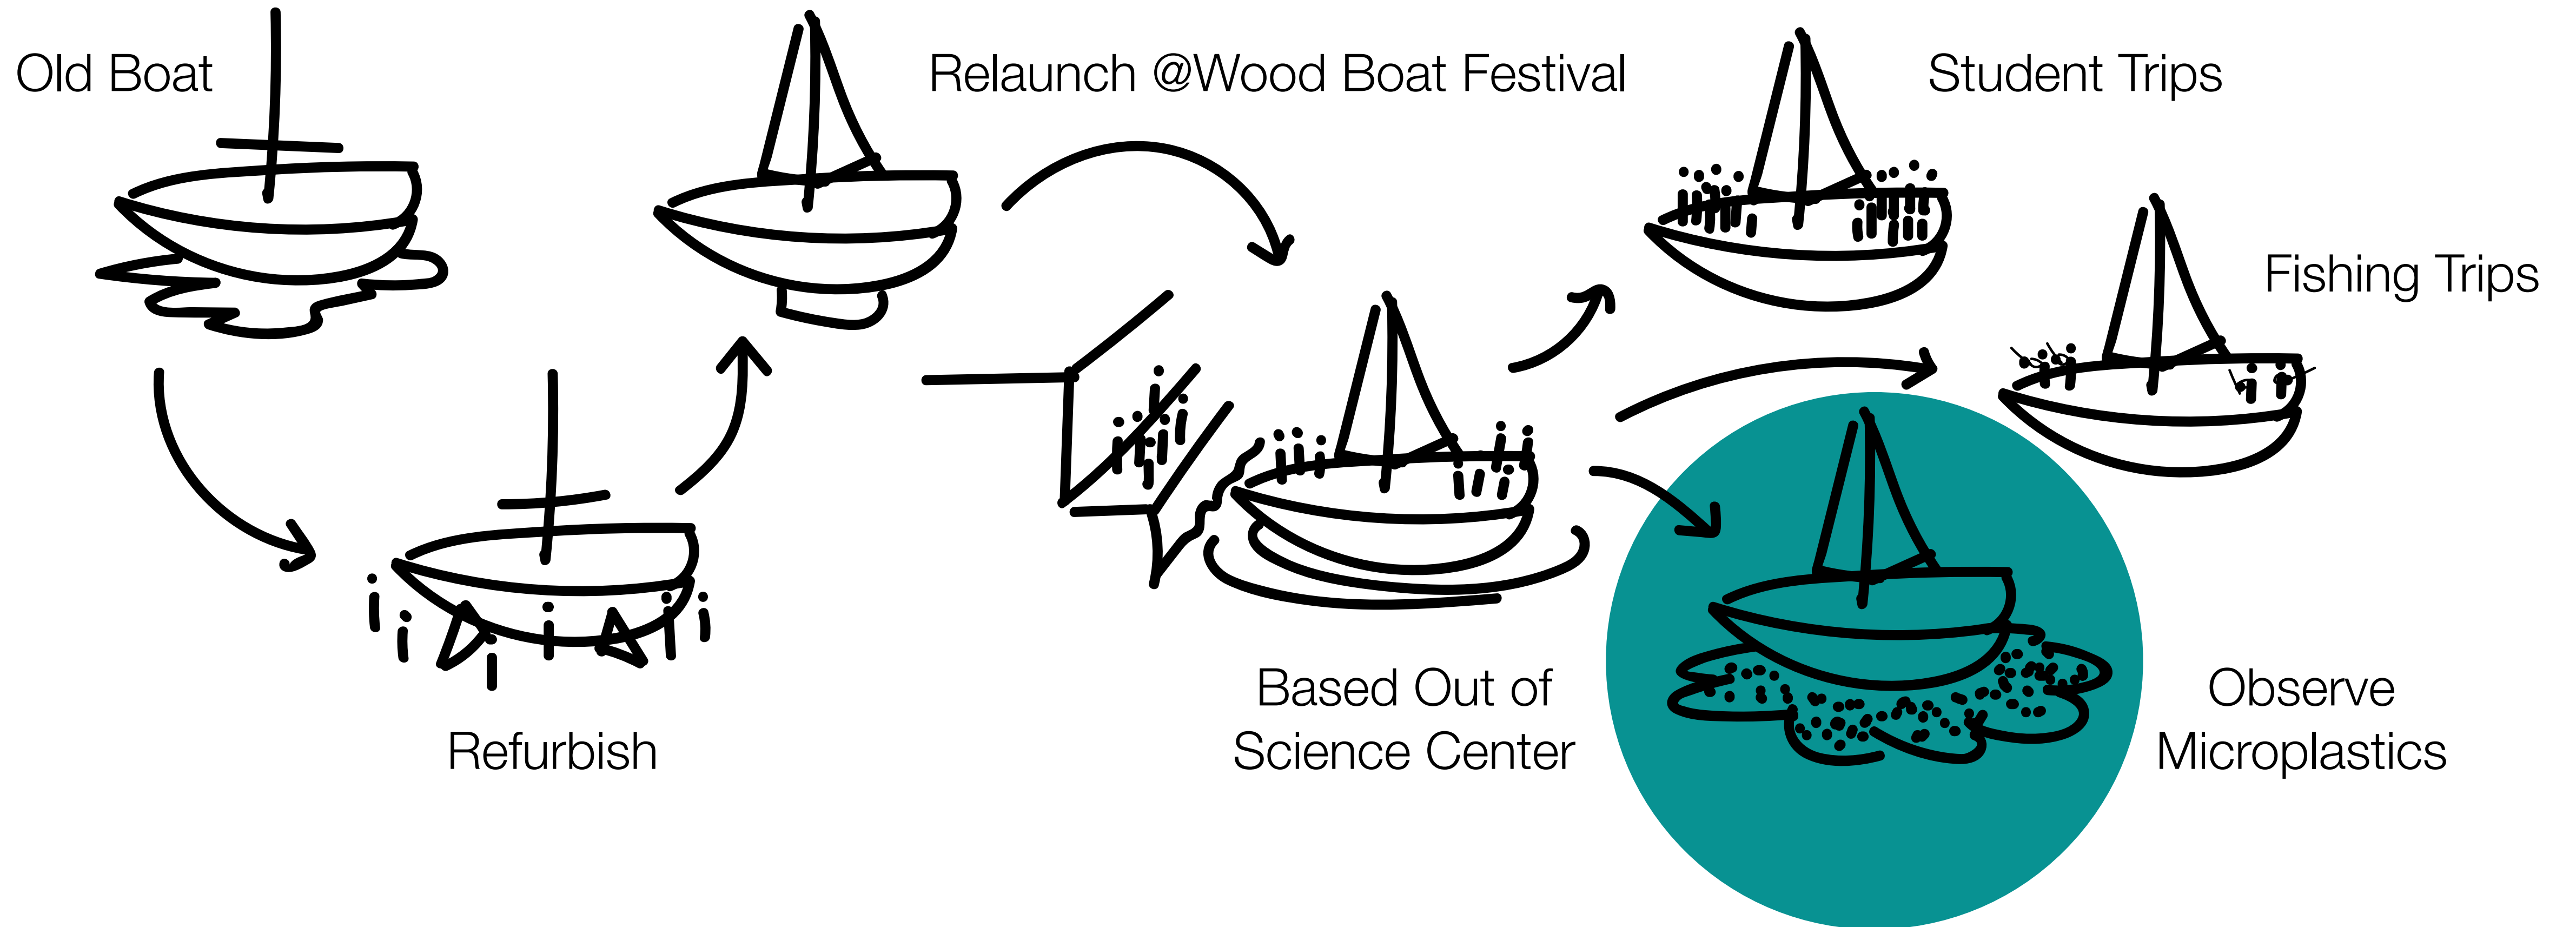 Old Boat
Relaunch @Wood Boat Festival
Student Trips
Fishing Trips
Refurbish
Based Out of
Science Center
Observe
Microplastics